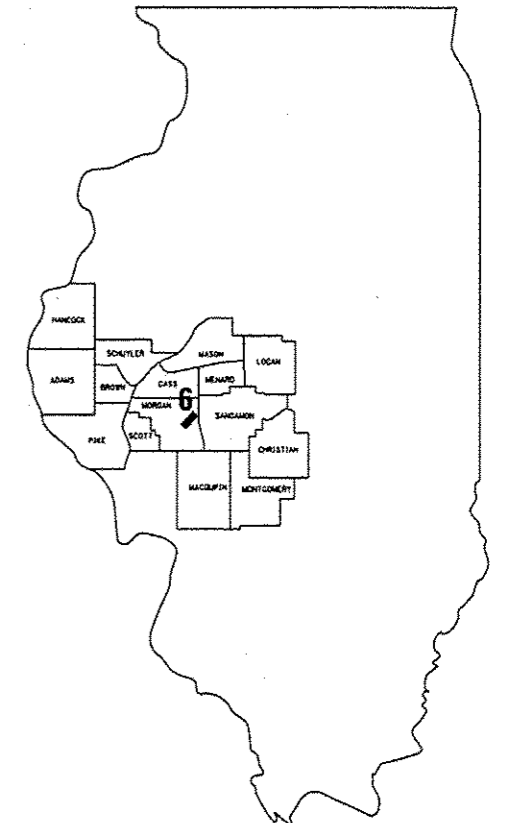 HANCOCK
SCHUYLER
MASON
LOGAN
ADAMS
BROWN
CASS
MENARD
6
MORGAN
SANGAMON
PIKE
SCOTT
CHRISTIAN
MACOUPIN
MONTGOMERY